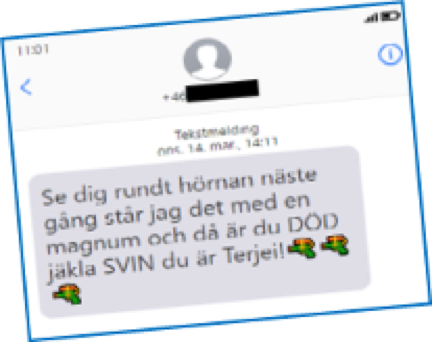 11:01
+46
Tekstmelding
ons. 14. mar., 14:11
Se dig rundt hörnan näste
gång står jag det med en
magnum och då är du DÖD
jäkla SVIN du är Terjei!